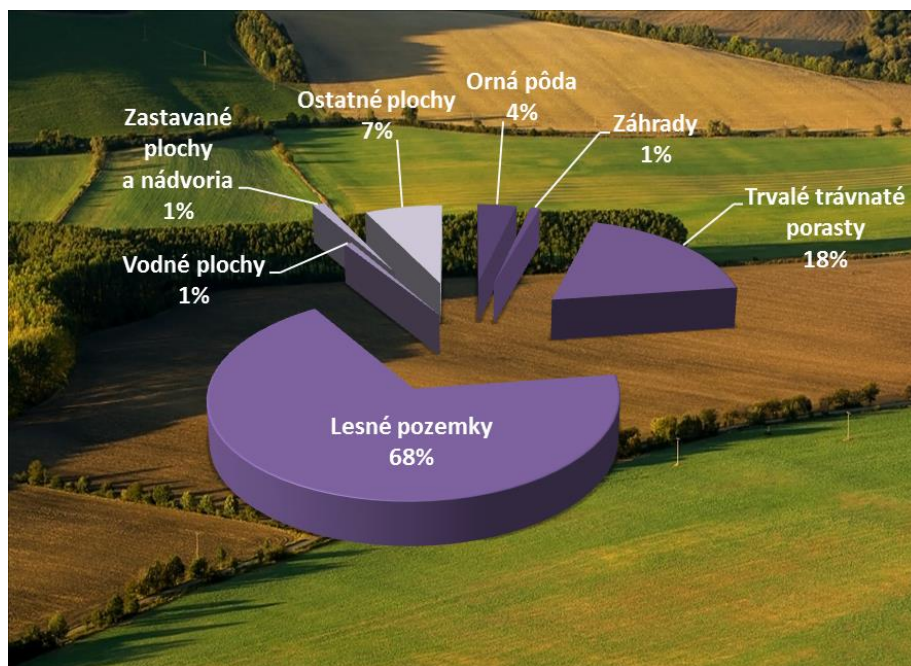 Orná pôda
4%
Záhrady
1%
Trvalé trávnaté
porasty
18%
Lesné pozemky
68%
Vodné plochy
1%
Zastavané
plochy
a nádvoria
1%
Ostatné plochy
7%